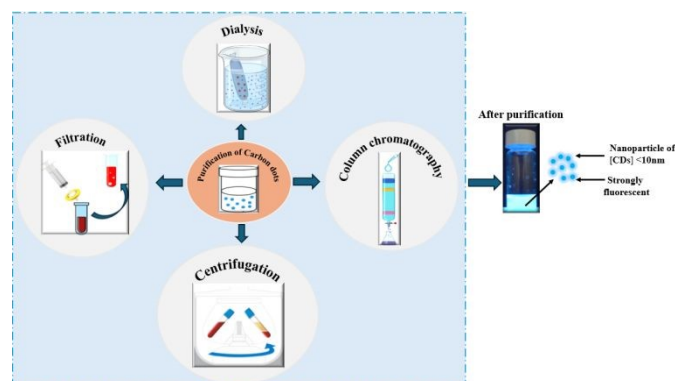 Dialysis
Filtration
Purification of Carbon dots
Column chromatography
Centrifugation
After purification
Nanoparticle of
[CDs] <10nm
Strongly
fluorescent